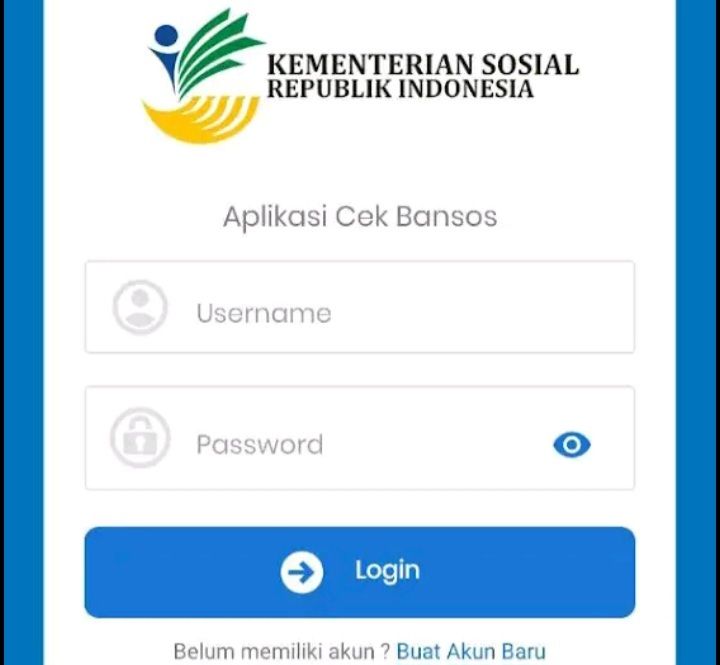 KEMENTERIAN SOSIAL
REPUBLIK INDONESIA
Aplikasi Cek Bansos
Username
Password
Login
Belum memiliki akun ? Buat Akun Baru